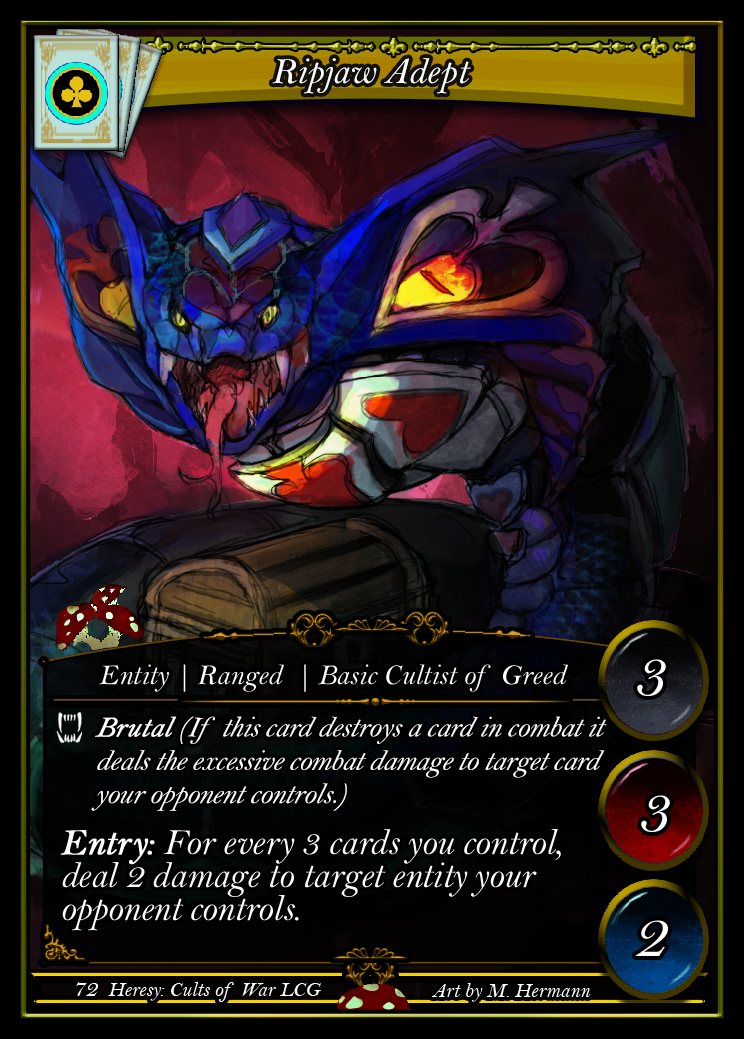 Ripjaw Adept
Entity | Ranged | Basic Cultist of Greed
3
Brutal (If this card destroys a card in combat it
deals the excessive combat damage to target card
your opponent controls.)
3
Entry: For every 3 cards you control,
deal 2 damage to target entity your
opponent controls.
2
72 Heresy: Cults of War LCG
Art by M. Hermann